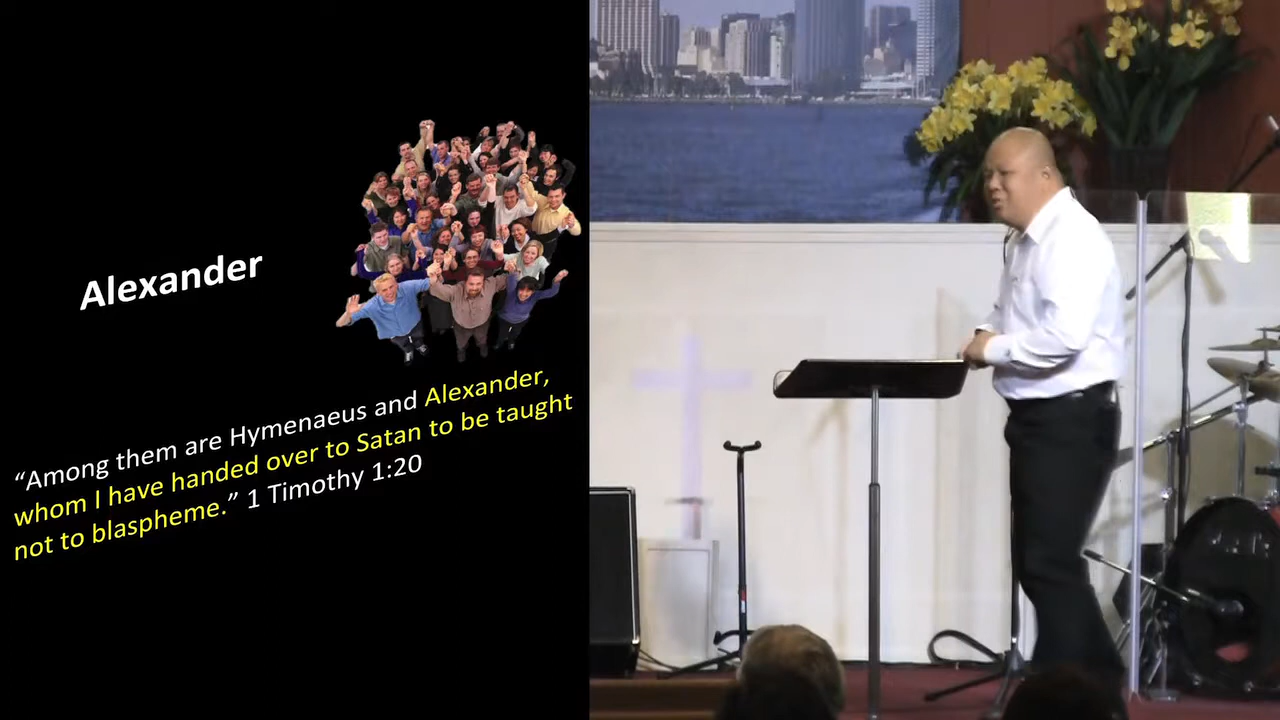 Alexander
“Among them are Hymenaeus and Alexander,
whom I have handed over to Satan to be taught
not to blaspheme.” 1 Timothy 1:20